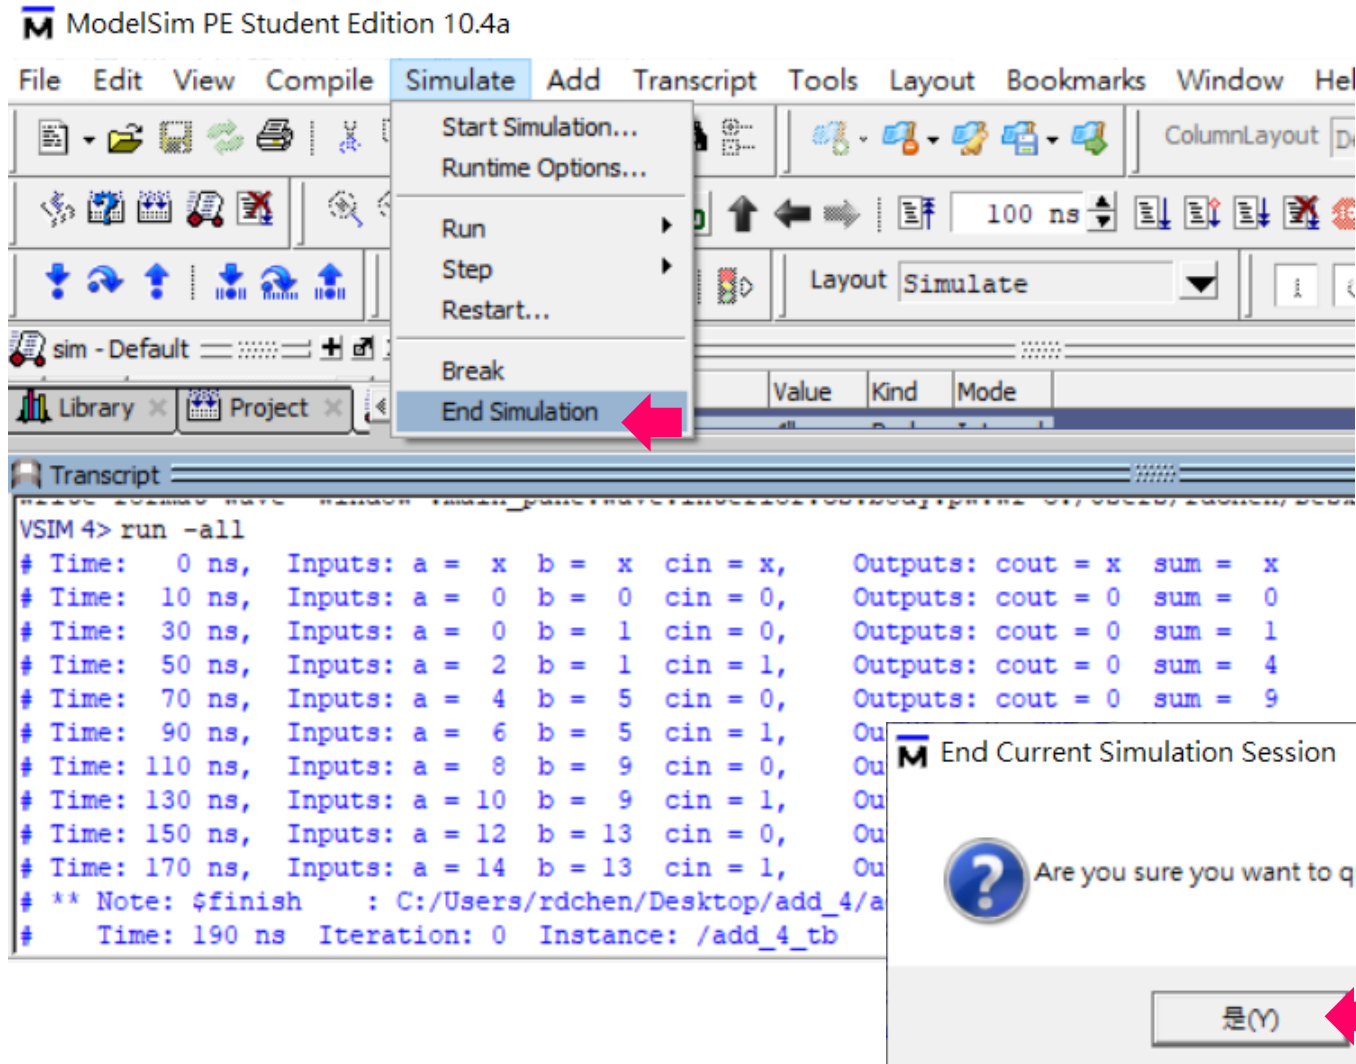 ModelSim PE Student Edition 10.4a
File Edit View Compile Simulate Add Transcript Tools Layout Bookmarks Window Hel
Start Simulation...
Runtime Options...
Run
Step
Restart...
Break
End Simulation
ColumnLayout
100 ns
Layout Simulate
sim - Default
Library Project
Value Kind Mode
Transcript
VSIM 4> run -all
# Time: 0 ns, Inputs: a = x b = x cin = x, Outputs: cout = x sum = x
# Time: 10 ns, Inputs: a = 0 b = 0 cin = 0, Outputs: cout = 0 sum = 0
# Time: 30 ns, Inputs: a = 0 b = 1 cin = 0, Outputs: cout = 0 sum = 1
# Time: 50 ns, Inputs: a = 2 b = 1 cin = 1, Outputs: cout = 0 sum = 4
# Time: 70 ns, Inputs: a = 4 b = 5 cin = 0, Outputs: cout = 0 sum = 9
# Time: 90 ns, Inputs: a = 6 b = 5 cin = 1, Ou
# Time: 110 ns, Inputs: a = 8 b = 9 cin = 0, Ou
# Time: 130 ns, Inputs: a = 10 b = 9 cin = 1, Ou
# Time: 150 ns, Inputs: a = 12 b = 13 cin = 0, Ou
# Time: 170 ns, Inputs: a = 14 b = 13 cin = 1, Ou
# ** Note: $finish : C:/Users/rdchen/Desktop/add_4/a
# Time: 190 ns Iteration: 0 Instance: /add_4_tb
End Current Simulation Session
Are you sure you want to q
是(Y)